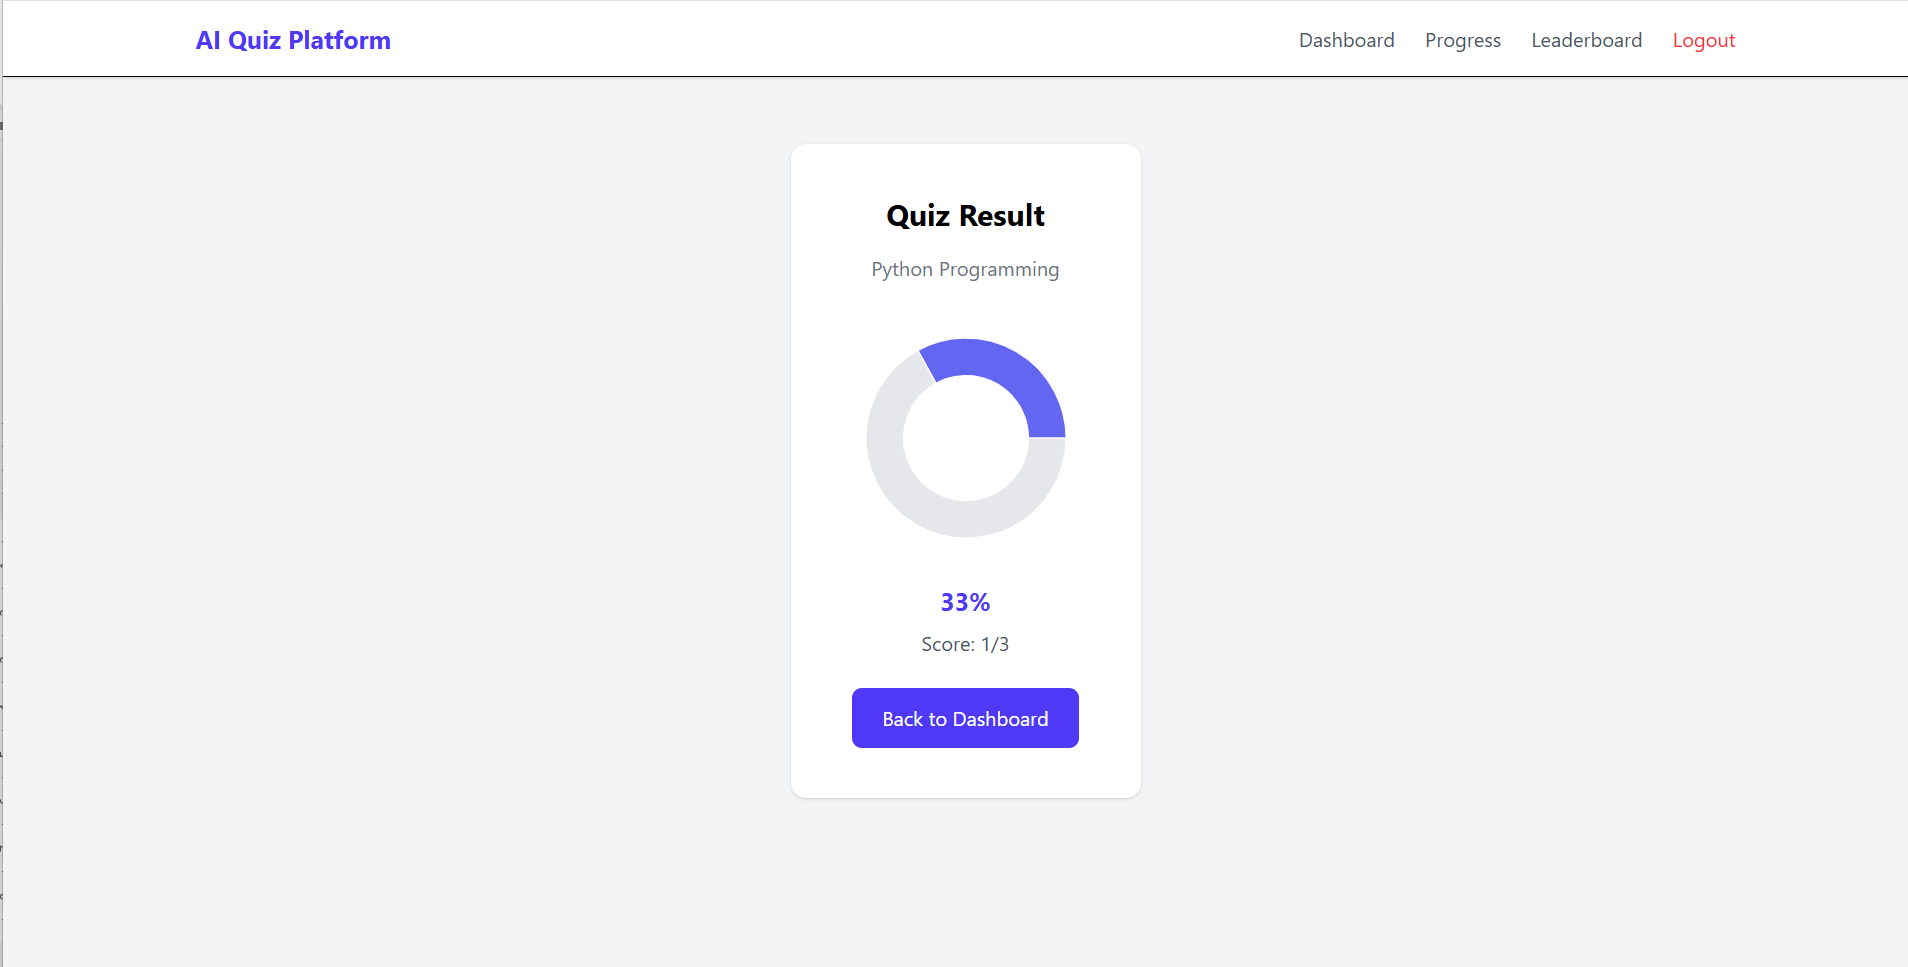 AI Quiz Platform
Dashboard Progress Leaderboard Logout
Quiz Result
Python Programming
33%
Score: 1/3
Back to Dashboard